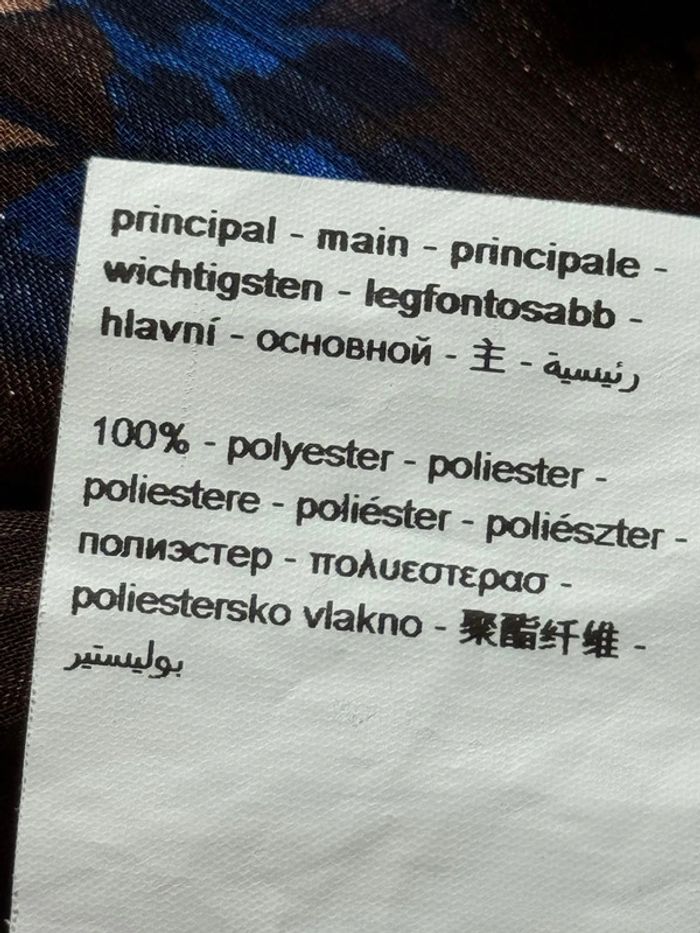 principal - main - principale -
wichtigsten - legfontosabb -
hlavní - основной - 主 - رئيسية
100% - polyester - poliester -
poliestere - poliéster - poliészter -
полиэстер - πολυεστερασ -
poliestersko vlakno - 聚酯纤维 -
بوليستير